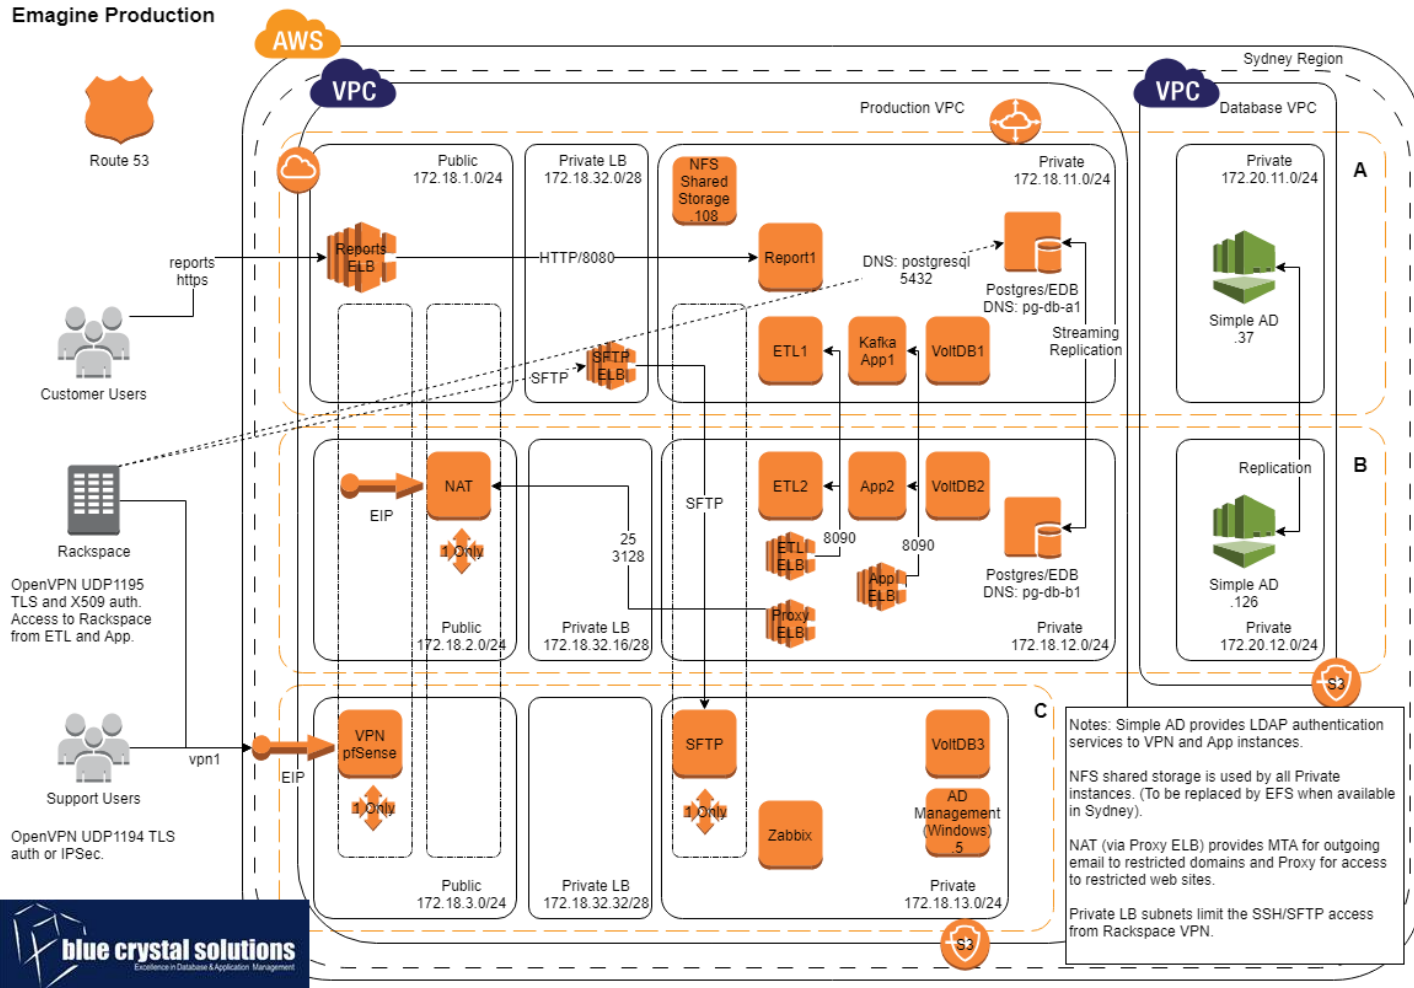 Emagine Production
AWS
Sydney Region
VPC
VPC
Production VPC
Database VPC
Route 53
Public
172.18.1.0/24
Private LB
172.18.32.0/28
NFS
Shared
Storage
.108
Private
172.18.11.0/24
Private
172.20.11.0/24
A
Reports
ELB
HTTP/8080
Report1
DNS: postgresql
5432
reports
https
Postgres/EDB
DNS: pg-db-a1
Simple AD
.37
Streaming
Replication
ETL1
Kafka
App1
VoltDB1
SFTP
ELB
SFTP
Customer Users
B
Replication
NAT
EIP
1 Only
SFTP
ETL2
App2
VoltDB2
25
3128
8090
8090
ETL
ELB
App
ELB
Proxy
ELB
Postgres/EDB
DNS: pg-db-b1
Simple AD
.126
Rackspace
OpenVPN UDP1195
TLS and X509 auth.
Access to Rackspace
from ETL and App.
Public
172.18.2.0/24
Private LB
172.18.32.16/28
Private
172.18.12.0/24
Private
172.20.12.0/24
S3
C
VPN
pfSense
SFTP
VoltDB3
vpn1
EIP
1 Only
1 Only
Zabbix
AD
Management
(Windows)
.5
Support Users
OpenVPN UDP1194 TLS
auth or IPSec.
Public
172.18.3.0/24
Private LB
172.18.32.32/28
Private
172.18.13.0/24
S3
Notes: Simple AD provides LDAP authentication
services to VPN and App instances.
NFS shared storage is used by all Private
instances. (To be replaced by EFS when available
in Sydney).
NAT (via Proxy ELB) provides MTA for outgoing
email to restricted domains and Proxy for access
to restricted web sites.
Private LB subnets limit the SSH/SFTP access
from Rackspace VPN.
blue crystal solutions
Excellence in Database & Application Management